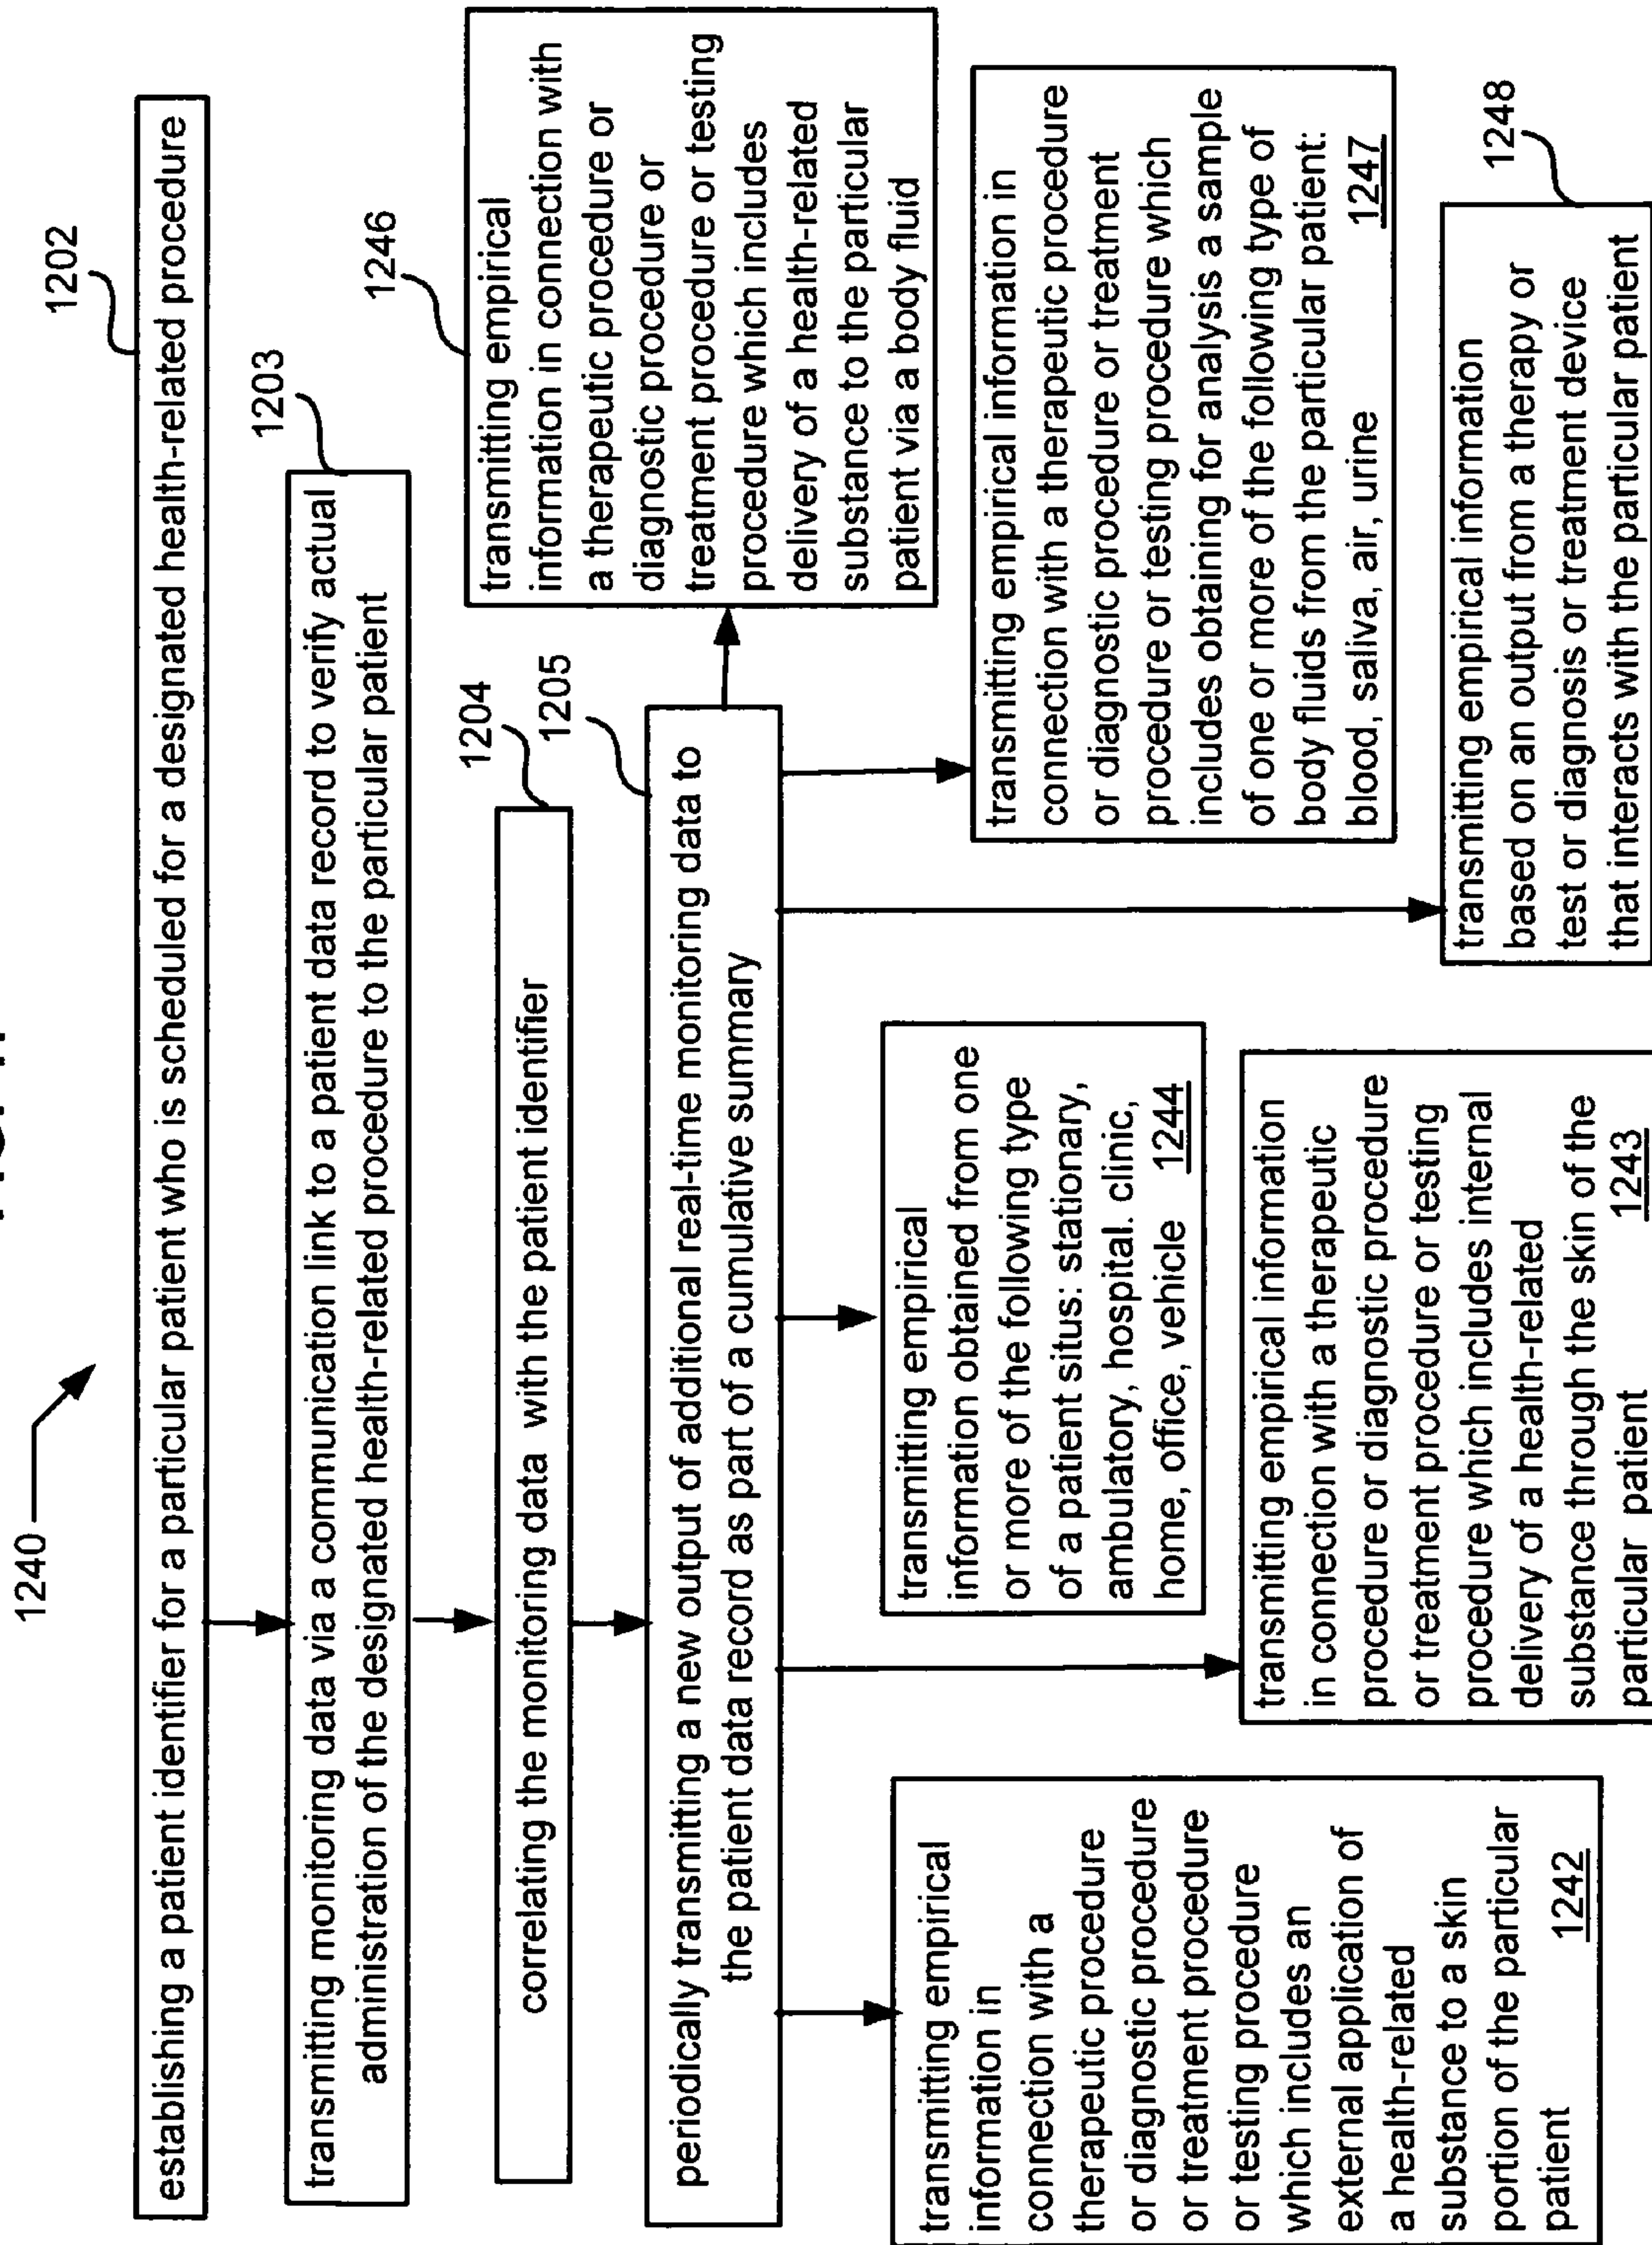 1240
1202
establishing a patient identifier for a particular patient who is scheduled for a designated health-related procedure
1203
transmitting monitoring data via a communication link to a patient data record to verify actual
administration of the designated health-related procedure to the particular patient
1204
correlating the monitoring data with the patient identifier
1205
periodically transmitting a new output of additional real-time monitoring data to
the patient data record as part of a cumulative summary
1246
transmitting empirical
information in connection with
a therapeutic procedure or
diagnostic procedure or
treatment procedure or testing
procedure which includes
delivery of a health-related
substance to the particular
patient via a body fluid
transmitting empirical
information in
connection with a
therapeutic procedure
or diagnostic procedure
or treatment procedure
or testing procedure
which includes an
external application of
a health-related
substance to a skin
portion of the particular
patient 1242
transmitting empirical information
in connection with a therapeutic
procedure or diagnostic procedure
or treatment procedure or testing
procedure which includes internal
delivery of a health-related
substance through the skin of the
particular patient 1243
transmitting empirical
information obtained from one
or more of the following type
of a patient situs: stationary,
ambulatory, hospital. clinic,
home, office, vehicle 1244
transmitting empirical information in
connection with a therapeutic procedure
or diagnostic procedure or treatment
procedure or testing procedure which
includes obtaining for analysis a sample
of one or more of the following type of
body fluids from the particular patient:
blood, saliva, air, urine 1247
1248
transmitting empirical information
based on an output from a therapy or
test or diagnosis or treatment device
that interacts with the particular patient